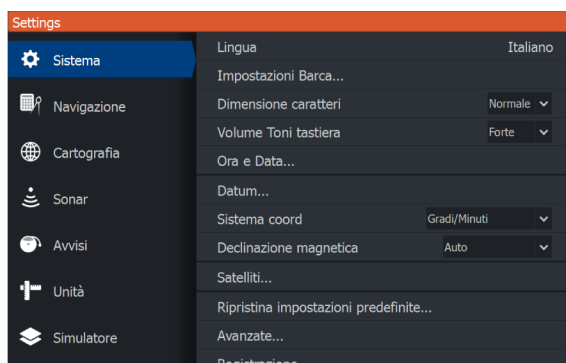 Settings
Sistema
Navigazione
Cartografia
Sonar
Avvisi
Unità
Simulatore
Lingua Italiano
Impostazioni Barca...
Dimensione caratteri Normale
Volume Toni tastiera Forte
Ora e Data...
Datum...
Sistema coord Gradi/Minuti
Declinazione magnetica Auto
Satelliti...
Ripristina impostazioni predefinite...
Avanzate...
Registrazione